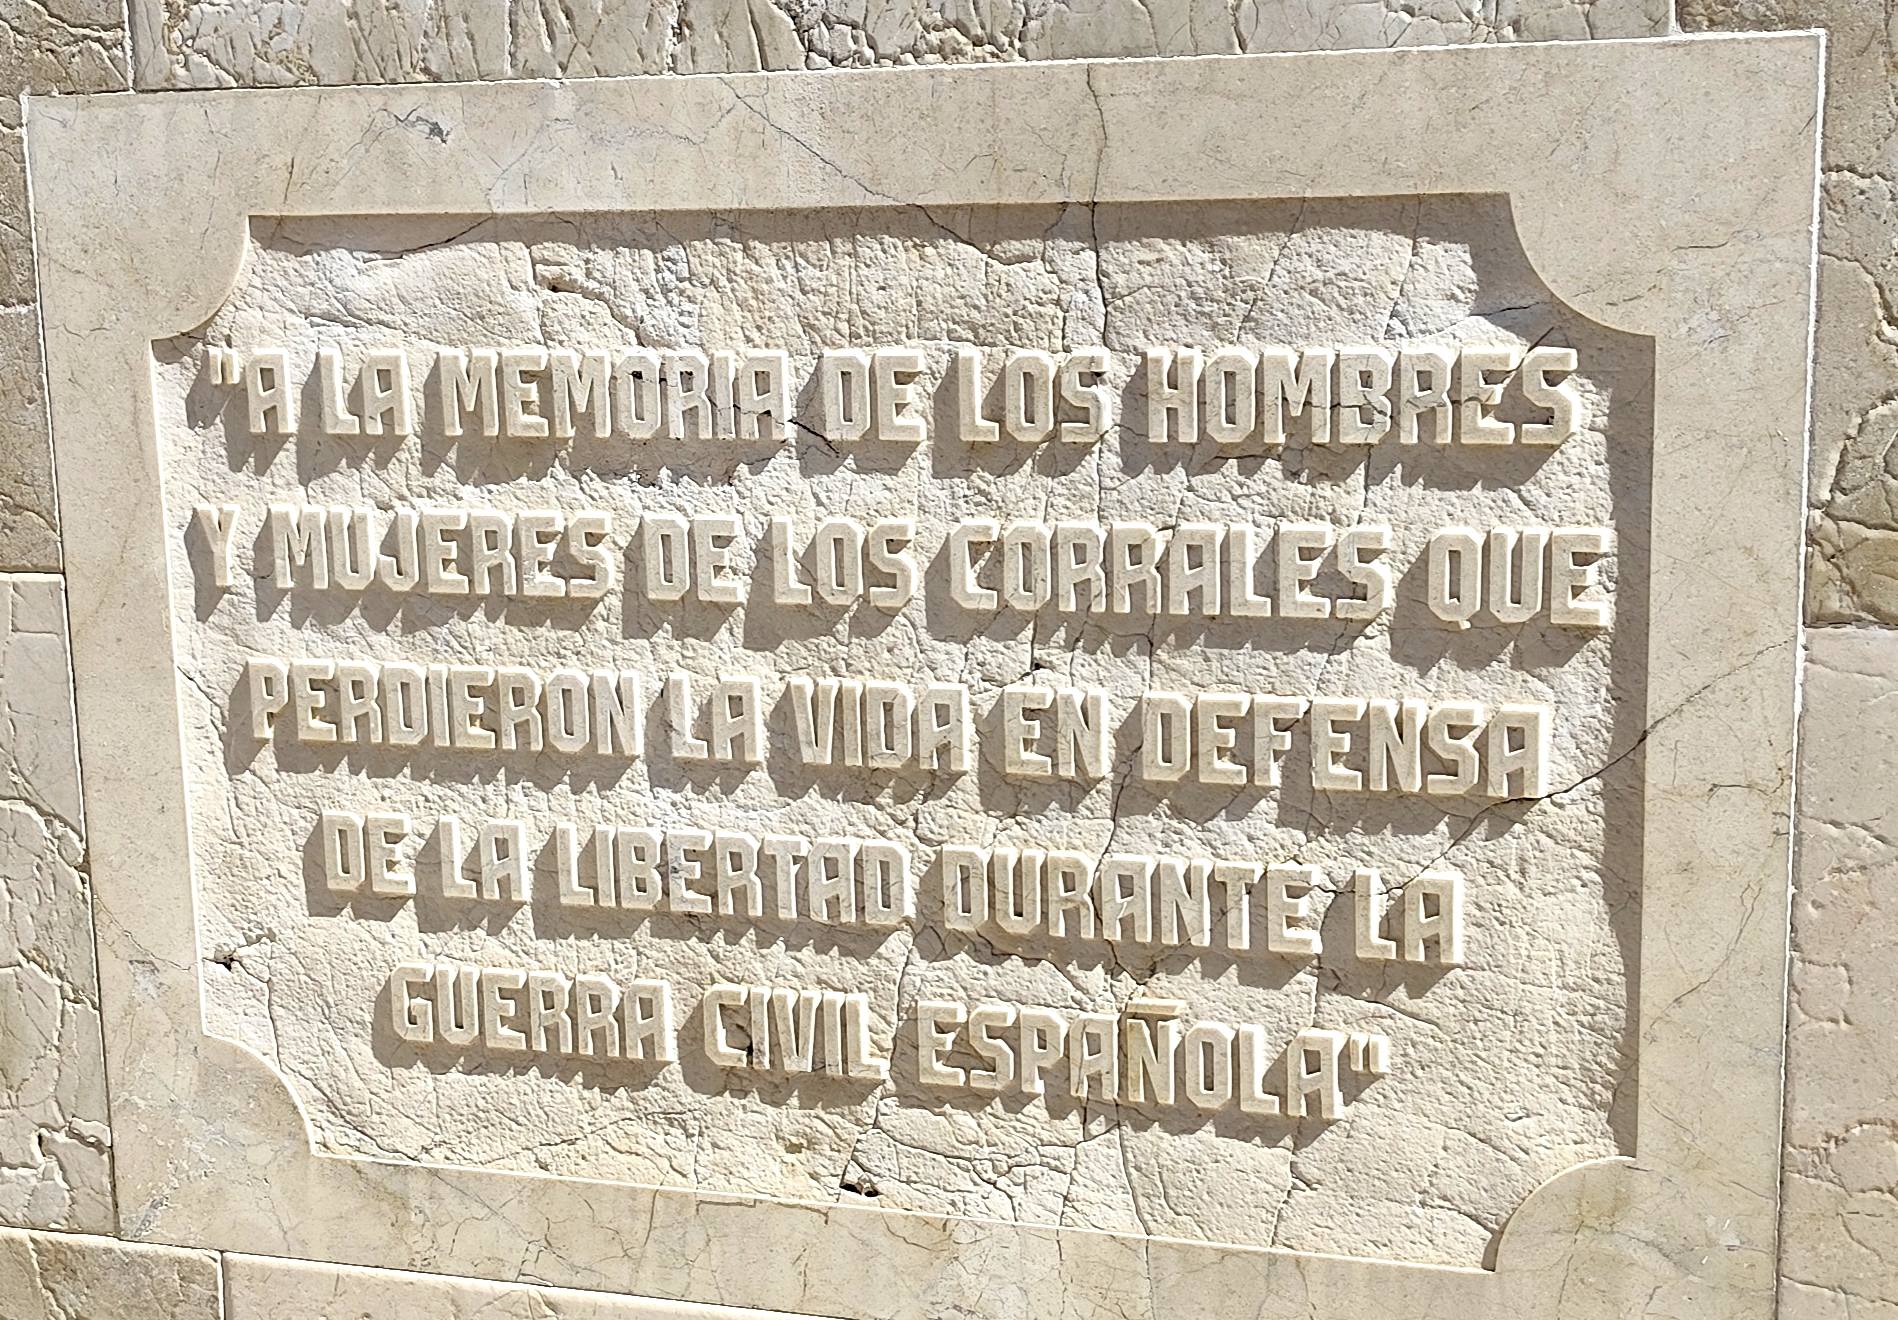 "A LA MEMORIA DE LOS HOMBRES
Y MUJERES DE LOS CORRALES QUE
PERDIERON LA VIDA EN DEFENSA
DE LA LIBERTAD DURANTE LA
GUERRA CIVIL ESPAÑOLA"